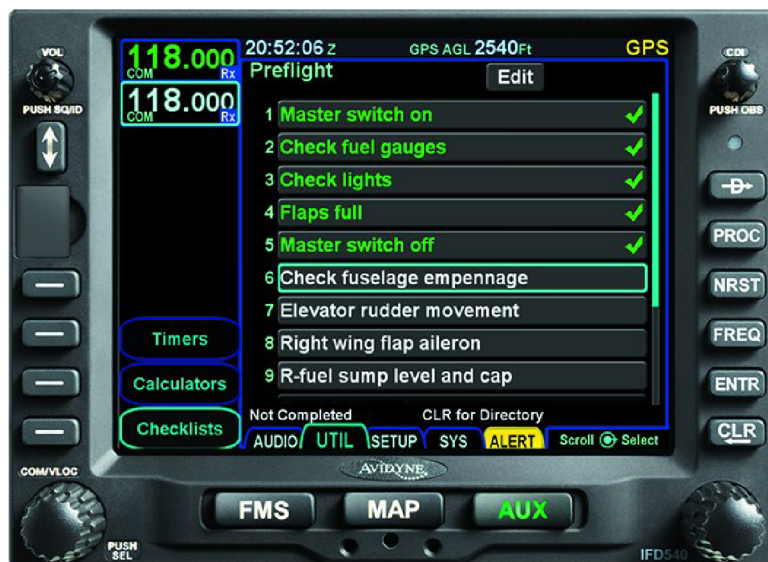 VOL
PUSH SQ/ID
118.000
COM Rx
118.000
COM Rx
20:52:06 Z GPS AGL 2540Ft GPS
Preflight Edit
1 Master switch on
2 Check fuel gauges
3 Check lights
4 Flaps full
5 Master switch off
6 Check fuselage empennage
7 Elevator rudder movement
8 Right wing flap aileron
9 R-fuel sump level and cap
Not Completed CLR for Directory
Timers
Calculators
Checklists
AUDIO UTIL SETUP SYS ALERT Scroll Select
CDI
PUSH OBS
D
PROC
NRST
FREQ
ENTR
CLR
COM/VLOC
PUSH
SEL
AVIDYNE
FMS MAP AUX
IFD540